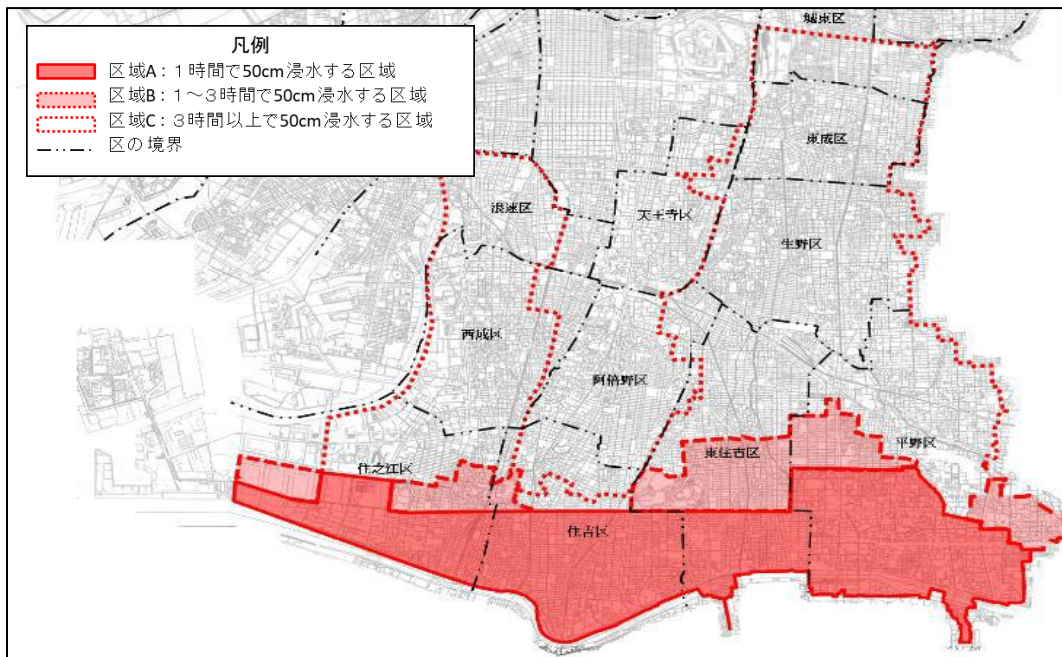 凡例
区域A：１時間で50cm浸水する区域
区域B：１～３時間で50cm浸水する区域
区域C：３時間以上で50cm浸水する区域
区の境界
城東区
東成区
浪速区
天王寺区
生野区
西成区
阿倍野区
住之江区
東住吉区
平野区
住吉区